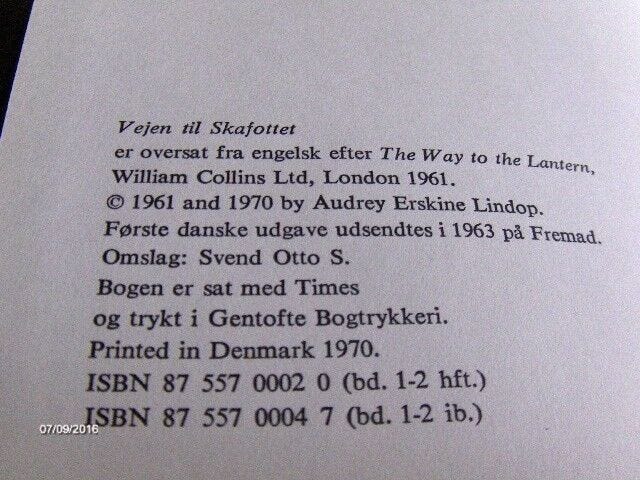 Vejen til Skafottet
er oversat fra engelsk efter The Way to the Lantern,
William Collins Ltd, London 1961.
© 1961 and 1970 by Audrey Erskine Lindop.
Første danske udgave udsendtes i 1963 på Fremad.
Omslag: Svend Otto S.
Bogen er sat med Times
og trykt i Gentofte Bogtrykkeri.
Printed in Denmark 1970.
ISBN 87 557 0002 0 (bd. 1-2 hft.)
ISBN 87 557 0004 7 (bd. 1-2 ib.)
07/09/2016